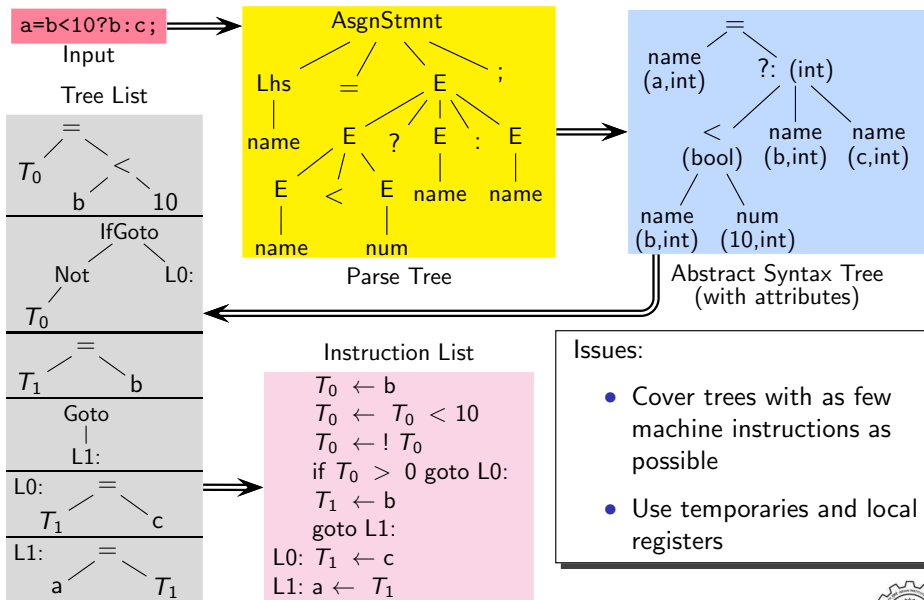 a=b<10?b:c;
Input
AsgnStmnt
Lhs = E ;
name E ? E : E
E < E name name
name num
Parse Tree
=
name ?: (int)
(a,int)
< name name
(bool) (b,int) (c,int)
name num
(b,int) (10,int)
Abstract Syntax Tree
(with attributes)
Tree List
=
T0 <
b 10
IfGoto
Not L0:
T0
=
T1 b
Goto
L1:
L0: =
T1 c
L1: =
a T1
Instruction List
T0 ← b
T0 ← T0 < 10
T0 ← ! T0
if T0 > 0 goto L0:
T1 ← b
goto L1:
L0: T1 ← c
L1: a ← T1
Issues:
• Cover trees with as few
machine instructions as
possible
• Use temporaries and local
registers